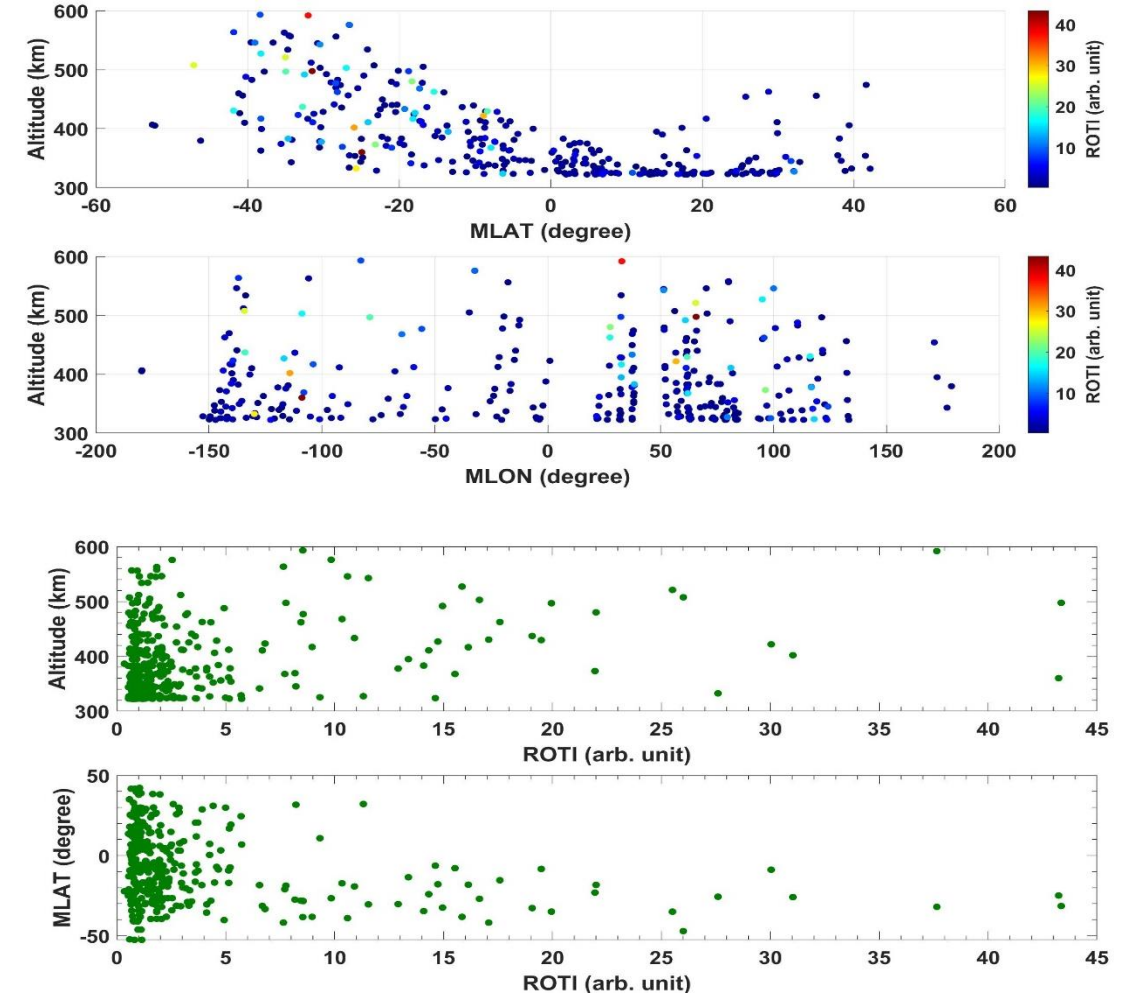 600
500
400
300
Altitude (km)
-60 -40 -20 0 20 40 60
MLAT (degree)
40
30
20
10
ROTI (arb. unit)
600
500
400
300
Altitude (km)
-200 -150 -100 -50 0 50 100 150 200
MLON (degree)
40
30
20
10
ROTI (arb. unit)
600
500
400
300
Altitude (km)
0 5 10 15 20 25 30 35 40 45
ROTI (arb. unit)
50
0
-50
MLAT (degree)
0 5 10 15 20 25 30 35 40 45
ROTI (arb. unit)